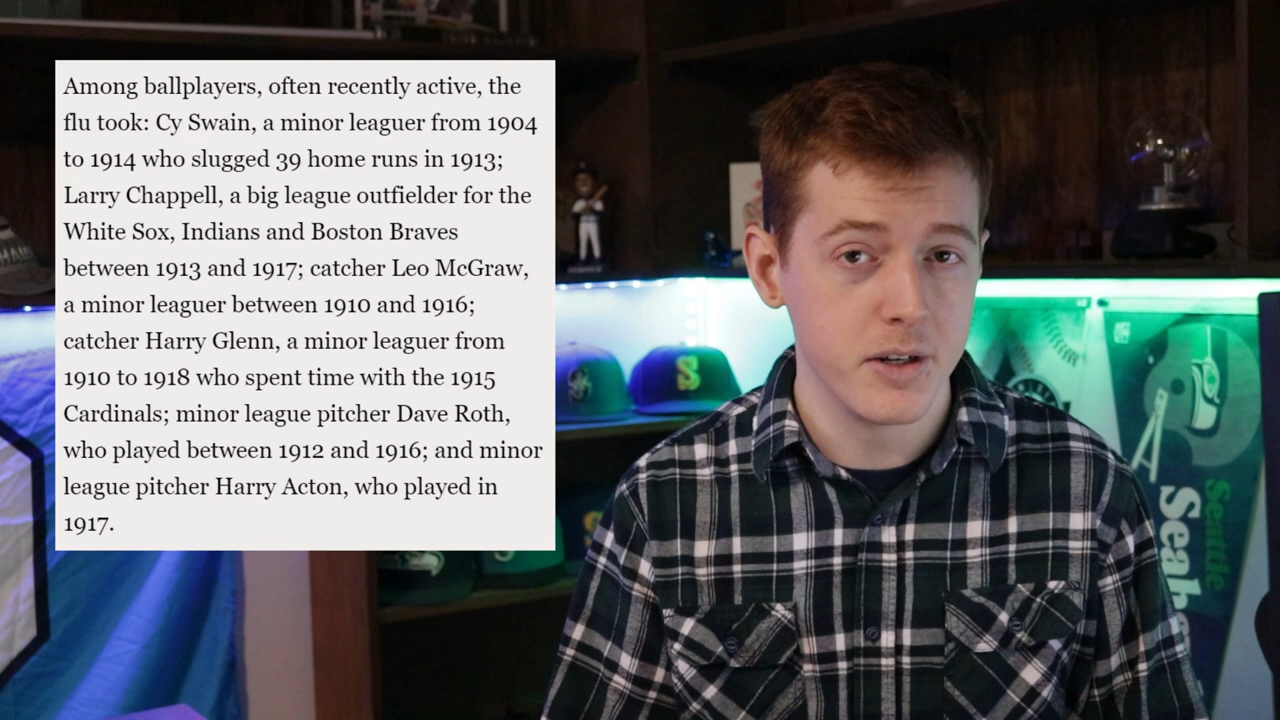 Among ballplayers, often recently active, the
flu took: Cy Swain, a minor leaguer from 1904
to 1914 who slugged 39 home runs in 1913;
Larry Chappell, a big league outfielder for the
White Sox, Indians and Boston Braves
between 1913 and 1917; catcher Leo McGraw,
a minor leaguer between 1910 and 1916;
catcher Harry Glenn, a minor leaguer from
1910 to 1918 who spent time with the 1915
Cardinals; minor league pitcher Dave Roth,
who played between 1912 and 1916; and minor
league pitcher Harry Acton, who played in
1917.
S
Seattle
Seah